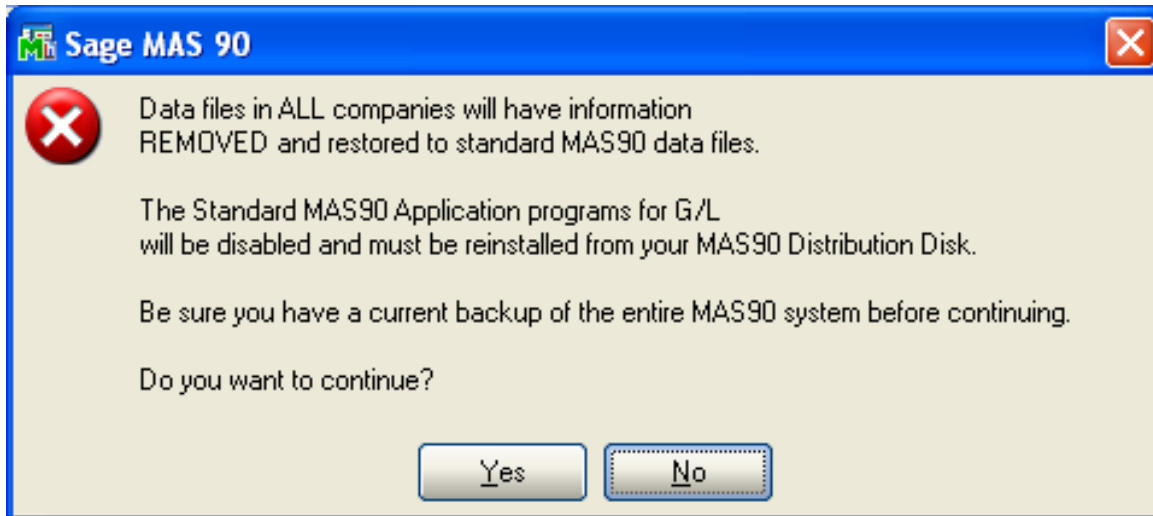 Sage MAS 90
Data files in ALL companies will have information
REMOVED and restored to standard MAS90 data files.
The Standard MAS90 Application programs for G/L
will be disabled and must be reinstalled from your MAS90 Distribution Disk.
Be sure you have a current backup of the entire MAS90 system before continuing.
Do you want to continue?
Yes
No